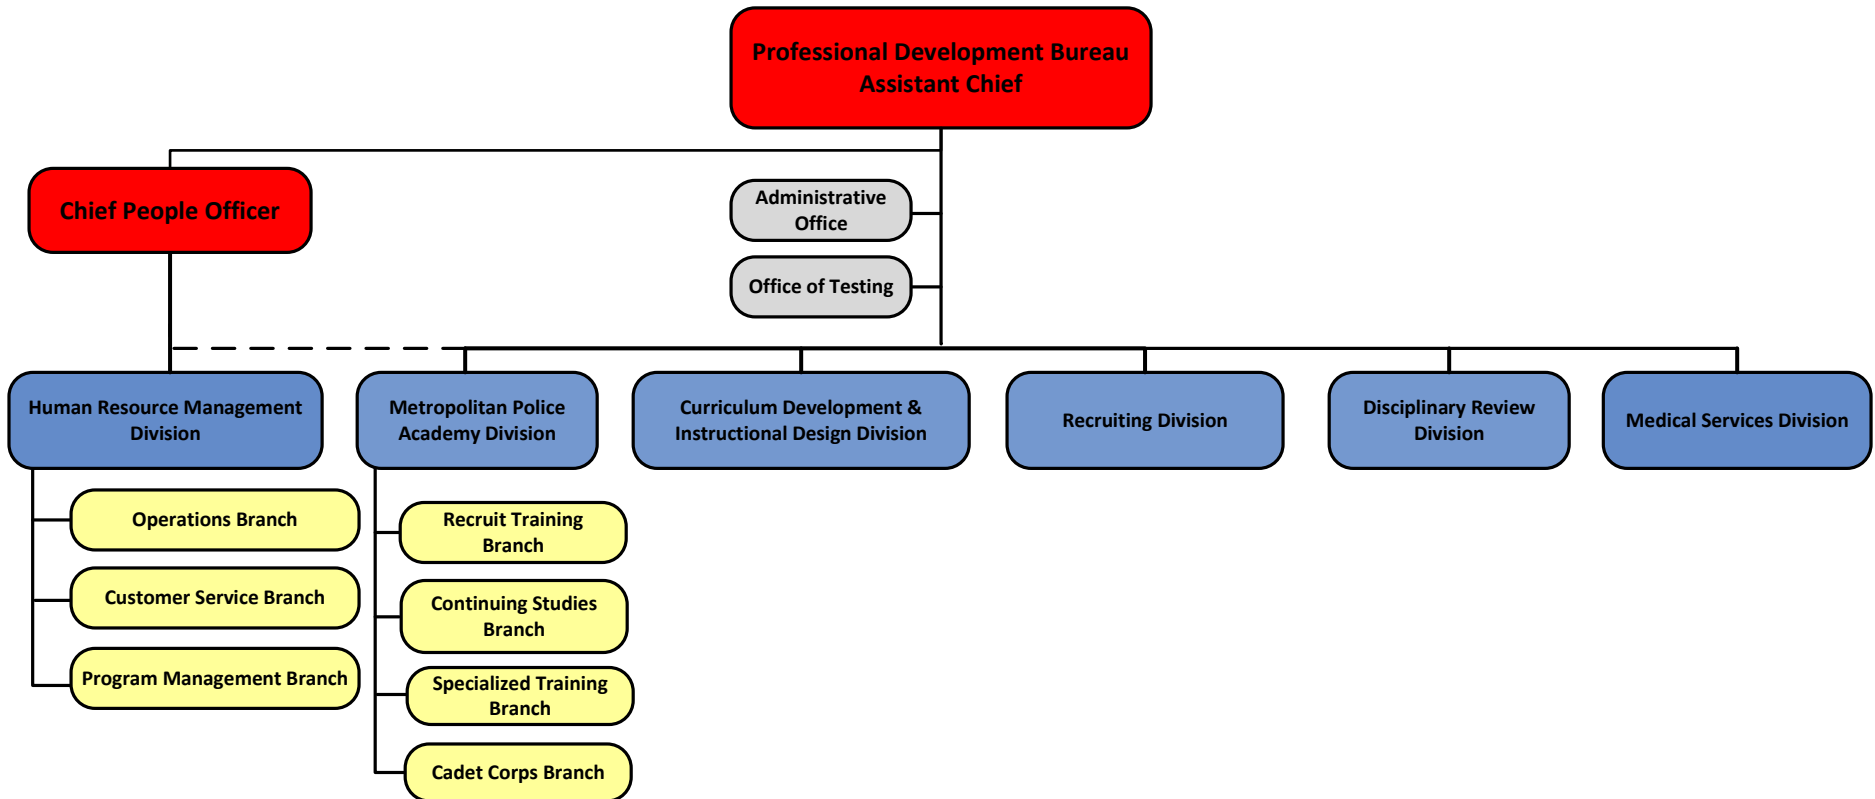 Professional Development Bureau
Assistant Chief
Chief People Officer
Administrative
Office
Office of Testing
Human Resource Management
Division
Metropolitan Police
Academy Division
Curriculum Development &
Instructional Design Division
Recruiting Division
Disciplinary Review
Division
Medical Services Division
Operations Branch
Customer Service Branch
Program Management Branch
Recruit Training
Branch
Continuing Studies
Branch
Specialized Training
Branch
Cadet Corps Branch